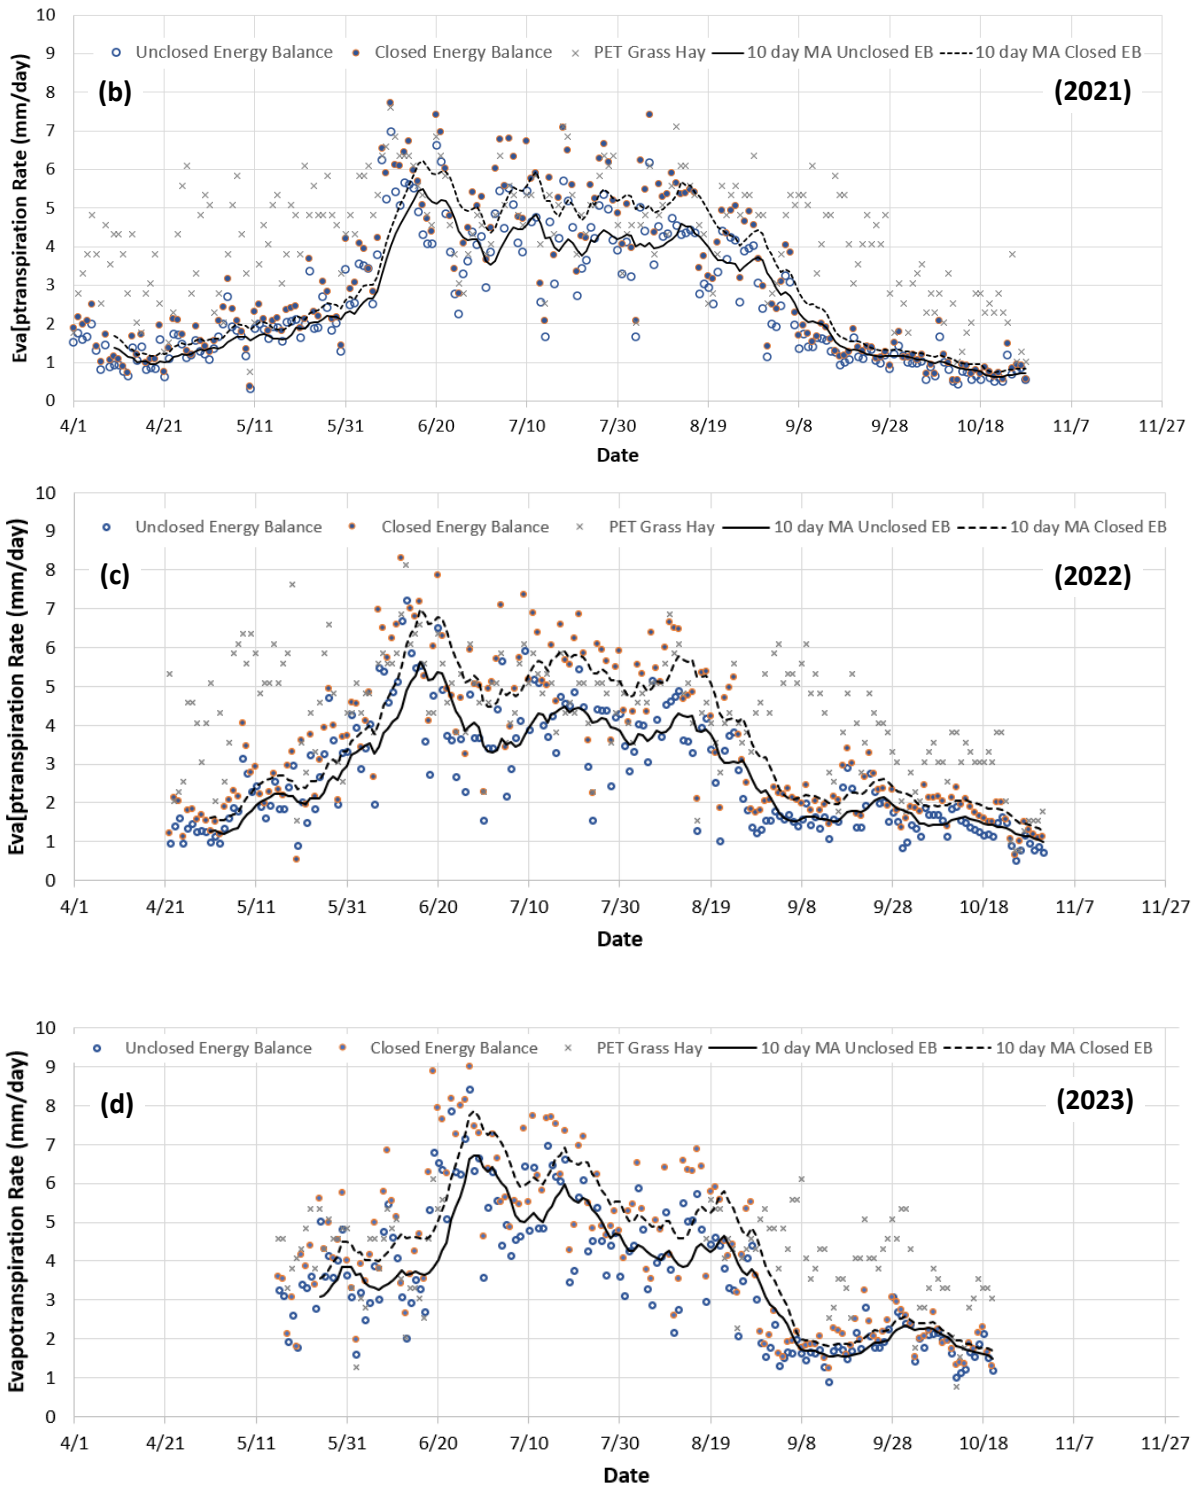 10
Unclosed Energy Balance Closed Energy Balance PET Grass Hay 10 day MA Unclosed EB 10 day MA Closed EB
(b) (2021)
Eva[ptranspiration Rate (mm/day)
9
8
7
6
5
4
3
2
1
0
4/1 4/21 5/11 5/31 6/20 7/10 7/30 8/19 9/8 9/28 10/18 11/7 11/27
Date
10
Unclosed Energy Balance Closed Energy Balance PET Grass Hay 10 day MA Unclosed EB 10 day MA Closed EB
(c) (2022)
Eva[ptranspiration Rate (mm/day)
9
8
7
6
5
4
3
2
1
0
4/1 4/21 5/11 5/31 6/20 7/10 7/30 8/19 9/8 9/28 10/18 11/7 11/27
Date
10
Unclosed Energy Balance Closed Energy Balance PET Grass Hay 10 day MA Unclosed EB 10 day MA Closed EB
(d) (2023)
Evapotranspiration Rate (mm/day)
9
8
7
6
5
4
3
2
1
0
4/1 4/21 5/11 5/31 6/20 7/10 7/30 8/19 9/8 9/28 10/18 11/7 11/27
Date